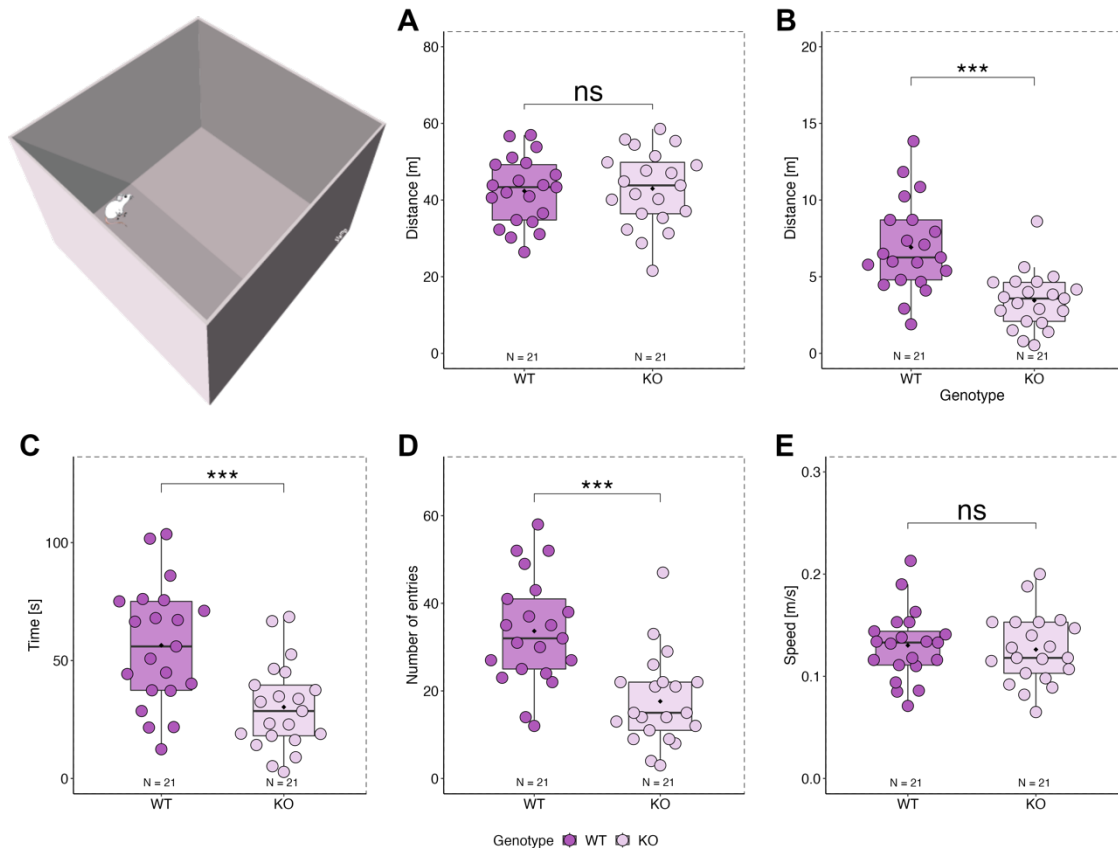 A
80
60
40
20
0
Distance [m]
ns
N = 21
N = 21
WT
KO
B
20
15
10
5
0
Distance [m]
***
N = 21
N = 21
WT
KO
Genotype
C
100
50
0
Time [s]
***
N = 21
N = 21
WT
KO
D
60
40
20
0
Number of entries
***
N = 21
N = 21
WT
KO
E
0.3
0.2
0.1
0.0
Speed [m/s]
ns
N = 21
N = 21
WT
KO
Genotype WT KO